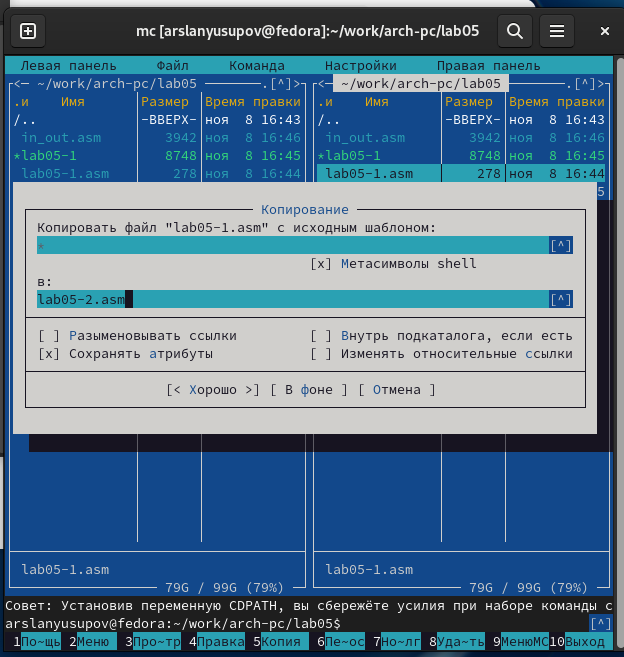 mc [arslanyusupov@fedora]:~/work/arch-pc/lab05
Левая панель Файл Команда Настройки Правая панель
<─ ~/work/arch-pc/lab05 .[^]> <─ ~/work/arch-pc/lab05 .[^]>
.и Имя Размер Время правки .и Имя Размер Время правки
/.. -ВВЕРХ- ноя 8 16:43 /.. -ВВЕРХ- ноя 8 16:43
in_out.asm 3942 ноя 8 16:46 in_out.asm 3942 ноя 8 16:46
*lab05-1 8748 ноя 8 16:45 *lab05-1 8748 ноя 8 16:45
lab05-1.asm 278 ноя 8 16:44 lab05-1.asm 278 ноя 8 16:44
5
Копирование
Копировать файл "lab05-1.asm" с исходным шаблоном:
* [^]
[x] Метасимволы shell
в:
lab05-2.asm [^]
[ ] Разыменовывать ссылки [ ] Внутрь подкаталога, если есть
[x] Сохранять атрибуты [ ] Изменять относительные ссылки
[< Хорошо >] [ В фоне ] [ Отмена ]
lab05-1.asm lab05-1.asm
79G / 99G (79%) 79G / 99G (79%)
Совет: Установив переменную CDPATH, вы сбережёте усилия при наборе команды c
arslanyusupov@fedora:~/work/arch-pc/lab05$ [^]
1По~щь 2Меню 3Про~тр 4Правка 5Копия 6Пе~ос 7Но~лг 8Уда~ть 9МенюMC 10Выход